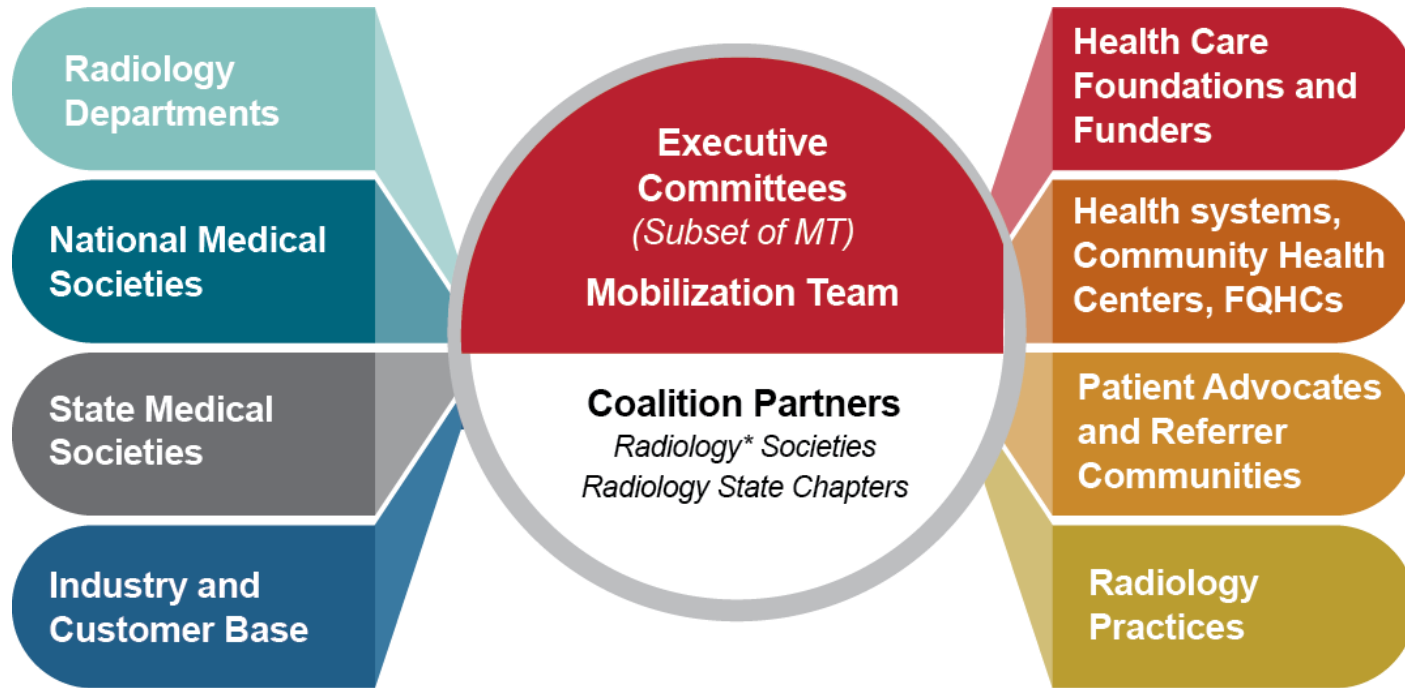 Radiology
Departments
National Medical
Societies
State Medical
Societies
Industry and
Customer Base
Executive
Committees
(Subset of MT)
Mobilization Team
Coalition Partners
Radiology* Societies
Radiology State Chapters
Health Care
Foundations and
Funders
Health systems,
Community Health
Centers, FQHCs
Patient Advocates
and Referrer
Communities
Radiology
Practices